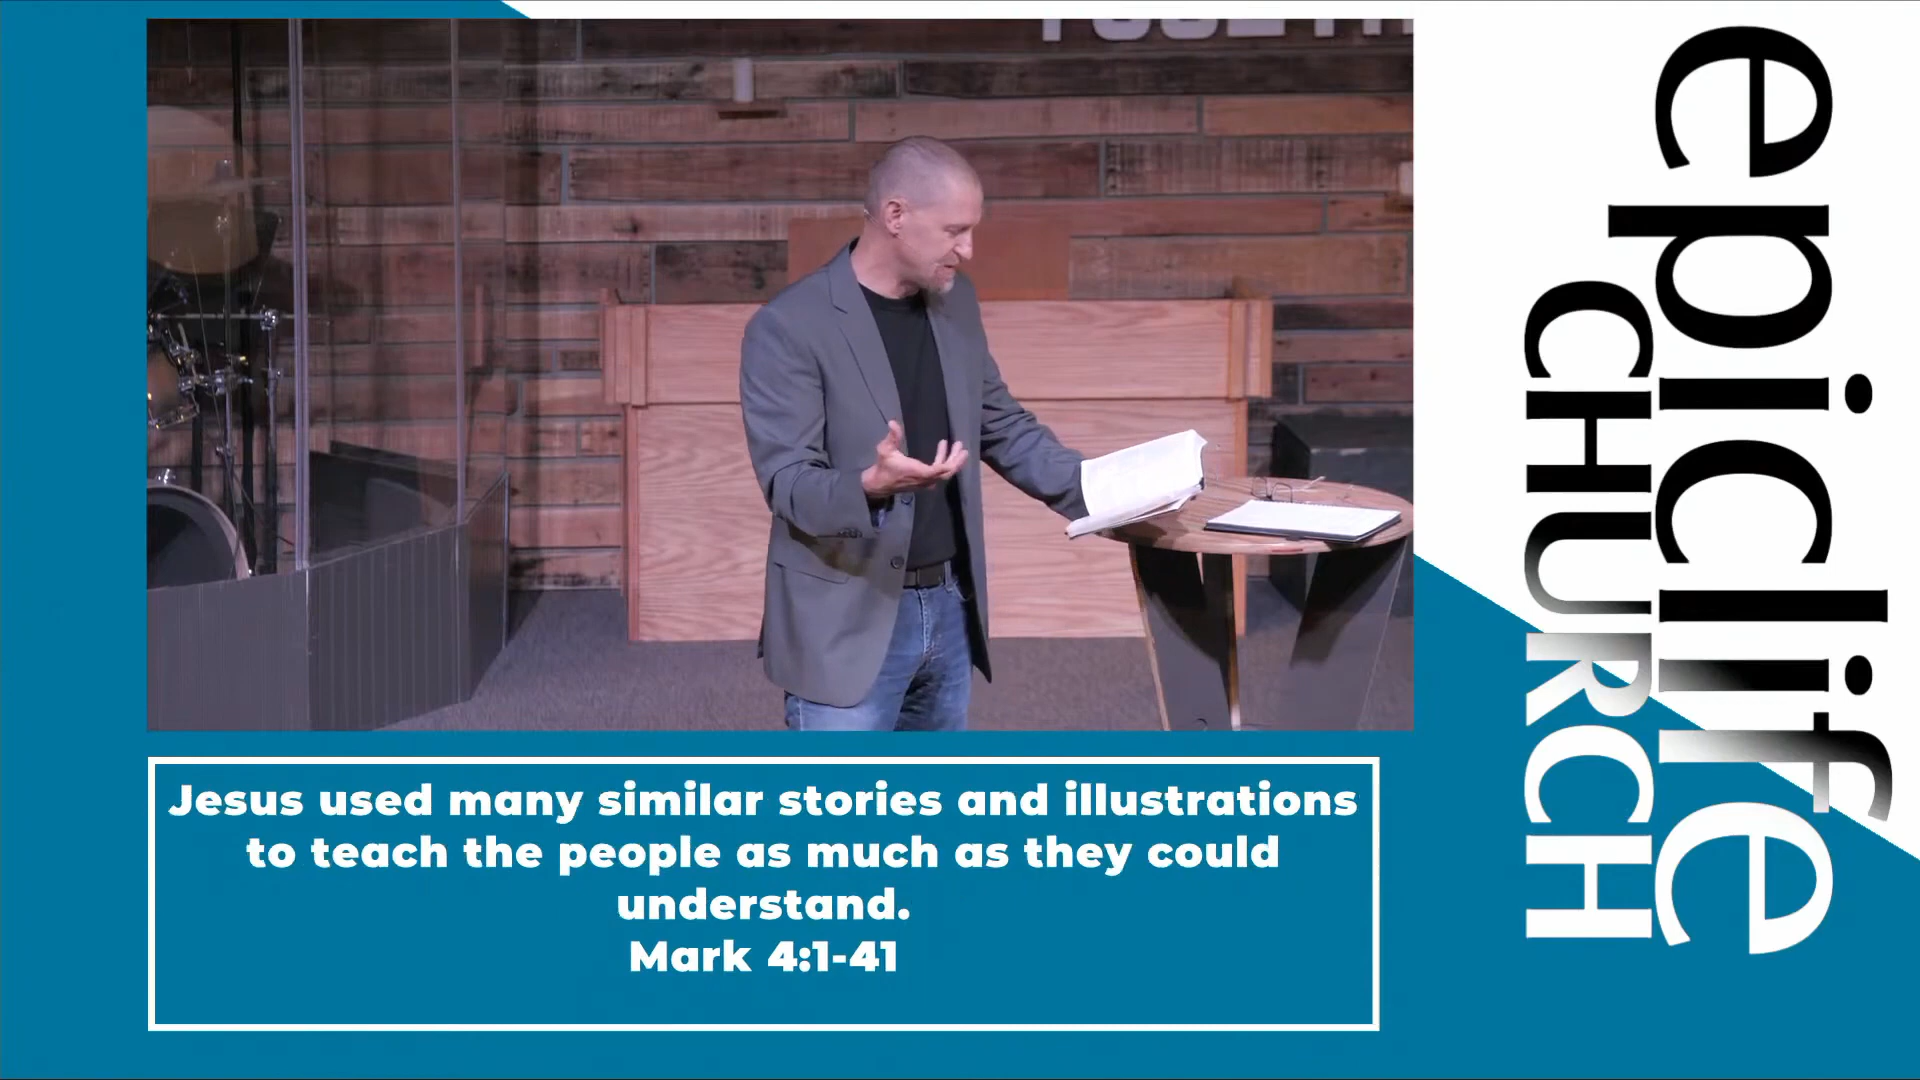 Jesus used many similar stories and illustrations
to teach the people as much as they could
understand.
Mark 4:1-41
epiclife
CHURCH